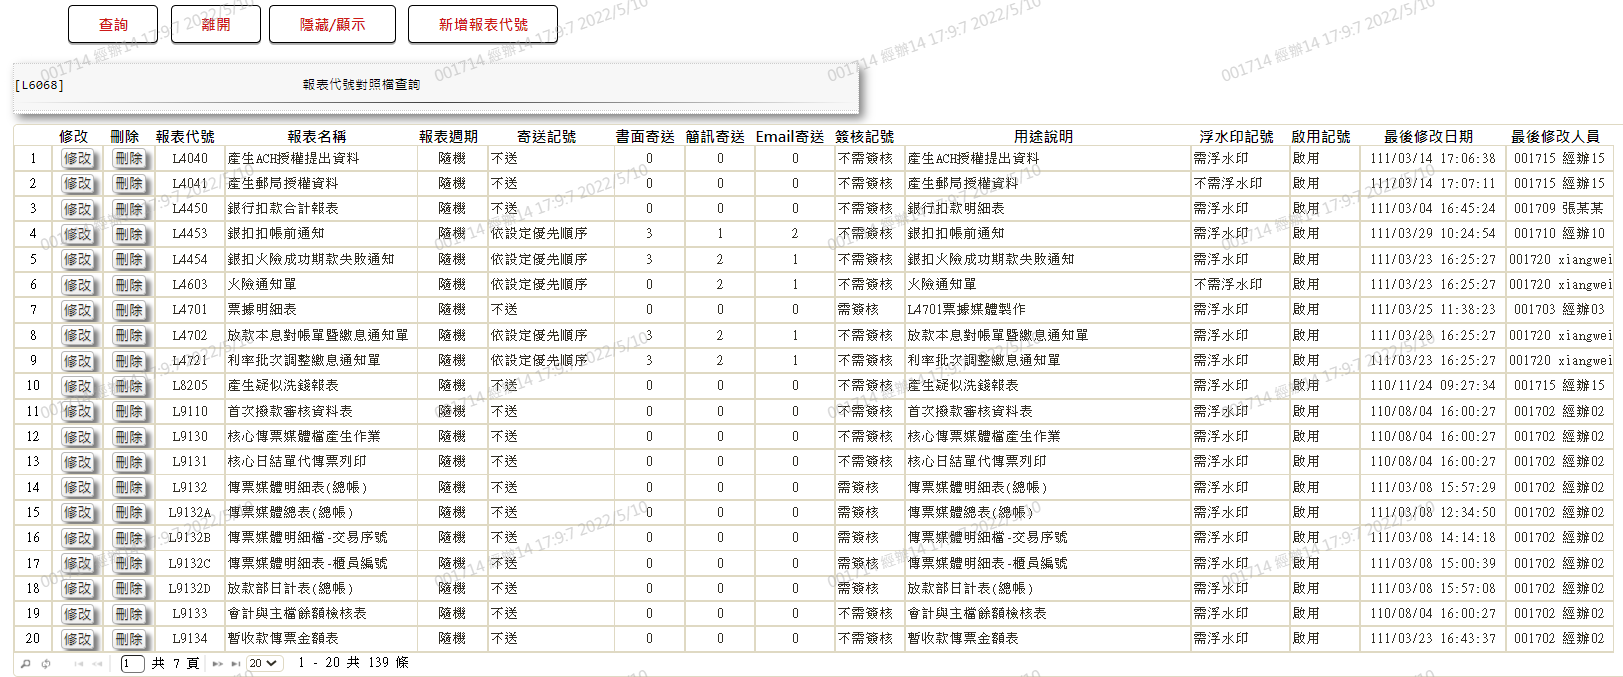 查詢 離開 隱藏/顯示 新增報表代號
[L6068] 報表代號對照檔查詢
修改 刪除 報表代號 報表名稱 報表週期 寄送記號 書面寄送 簡訊寄送 Email寄送 簽核記號 用途說明 浮水印記號 啟用記號 最後修改日期 最後修改人員
1 修改 刪除 L4040 產生ACH授權提出資料 隨機 不送 0 0 0 不需簽核 產生ACH授權提出資料 需浮水印 啟用 111/03/14 17:06:38 001715 經辦15
2 修改 刪除 L4041 產生郵局授權資料 隨機 不送 0 0 0 不需簽核 產生郵局授權資料 不需浮水印 啟用 111/03/14 17:07:11 001715 經辦15
3 修改 刪除 L4450 銀行扣款合計報表 隨機 不送 0 0 0 不需簽核 銀行扣款明細表 需浮水印 啟用 111/03/04 16:45:24 001709 張某某
4 修改 刪除 L4453 銀扣扣帳前通知 隨機 依設定優先順序 3 1 2 不需簽核 銀扣扣帳前通知 需浮水印 啟用 111/03/29 10:24:54 001710 經辦10
5 修改 刪除 L4454 銀扣火險成功期款失敗通知 隨機 依設定優先順序 3 2 1 不需簽核 銀扣火險成功期款失敗通知 需浮水印 啟用 111/03/23 16:25:27 001720 xiangwei
6 修改 刪除 L4603 火險通知單 隨機 依設定優先順序 0 2 1 不需簽核 火險通知單 不需浮水印 啟用 111/03/23 16:25:27 001720 xiangwei
7 修改 刪除 L4701 票據明細表 隨機 不送 0 0 0 需簽核 L4701票據媒體製作 需浮水印 啟用 111/03/25 11:38:23 001703 經辦03
8 修改 刪除 L4702 放款本息對帳單暨繳息通知單 隨機 依設定優先順序 3 2 1 不需簽核 放款本息對帳單暨繳息通知單 需浮水印 啟用 111/03/23 16:25:27 001720 xiangwei
9 修改 刪除 L4721 利率批次調整繳息通知單 隨機 依設定優先順序 3 2 1 不需簽核 利率批次調整繳息通知單 需浮水印 啟用 111/03/23 16:25:27 001720 xiangwei
10 修改 刪除 L8205 產生疑似洗錢報表 隨機 不送 0 0 0 不需簽核 產生疑似洗錢報表 需浮水印 啟用 110/11/24 09:27:34 001715 經辦15
11 修改 刪除 L9110 首次撥款審核資料表 隨機 不送 0 0 0 不需簽核 首次撥款審核資料表 需浮水印 啟用 110/08/04 16:00:27 001702 經辦02
12 修改 刪除 L9130 核心傳票媒體檔產生作業 隨機 不送 0 0 0 不需簽核 核心傳票媒體檔產生作業 需浮水印 啟用 110/08/04 16:00:27 001702 經辦02
13 修改 刪除 L9131 核心日結單代傳票列印 隨機 不送 0 0 0 不需簽核 核心日結單代傳票列印 需浮水印 啟用 110/08/04 16:00:27 001702 經辦02
14 修改 刪除 L9132 傳票媒體明細表(總帳) 隨機 不送 0 0 0 需簽核 傳票媒體明細表(總帳) 需浮水印 啟用 111/03/08 15:57:29 001702 經辦02
15 修改 刪除 L9132A 傳票媒體總表(總帳) 隨機 不送 0 0 0 需簽核 傳票媒體總表(總帳) 需浮水印 啟用 111/03/08 12:34:50 001702 經辦02
16 修改 刪除 L9132B 傳票媒體明細檔-交易序號 隨機 不送 0 0 0 需簽核 傳票媒體明細檔-交易序號 需浮水印 啟用 111/03/08 14:14:18 001702 經辦02
17 修改 刪除 L9132C 傳票媒體明細表-櫃員編號 隨機 不送 0 0 0 需簽核 傳票媒體明細表-櫃員編號 需浮水印 啟用 111/03/08 15:00:39 001702 經辦02
18 修改 刪除 L9132D 放款部日計表(總帳) 隨機 不送 0 0 0 需簽核 放款部日計表(總帳) 需浮水印 啟用 111/03/08 15:57:08 001702 經辦02
19 修改 刪除 L9133 會計與主檔餘額檢核表 隨機 不送 0 0 0 不需簽核 會計與主檔餘額檢核表 需浮水印 啟用 110/08/04 16:00:27 001702 經辦02
20 修改 刪除 L9134 暫收款傳票金額表 隨機 不送 0 0 0 不需簽核 暫收款傳票金額表 需浮水印 啟用 111/03/23 16:43:37 001702 經辦02
1 共 7 頁 20 1 - 20 共 139 條
001714 經辦14 17:9:7 2022/5/10
001714 經辦14 17:9:7 2022/5/10
001714 經辦14 17:9:7 2022/5/10
001714 經辦14 17:9:7 2022/5/10